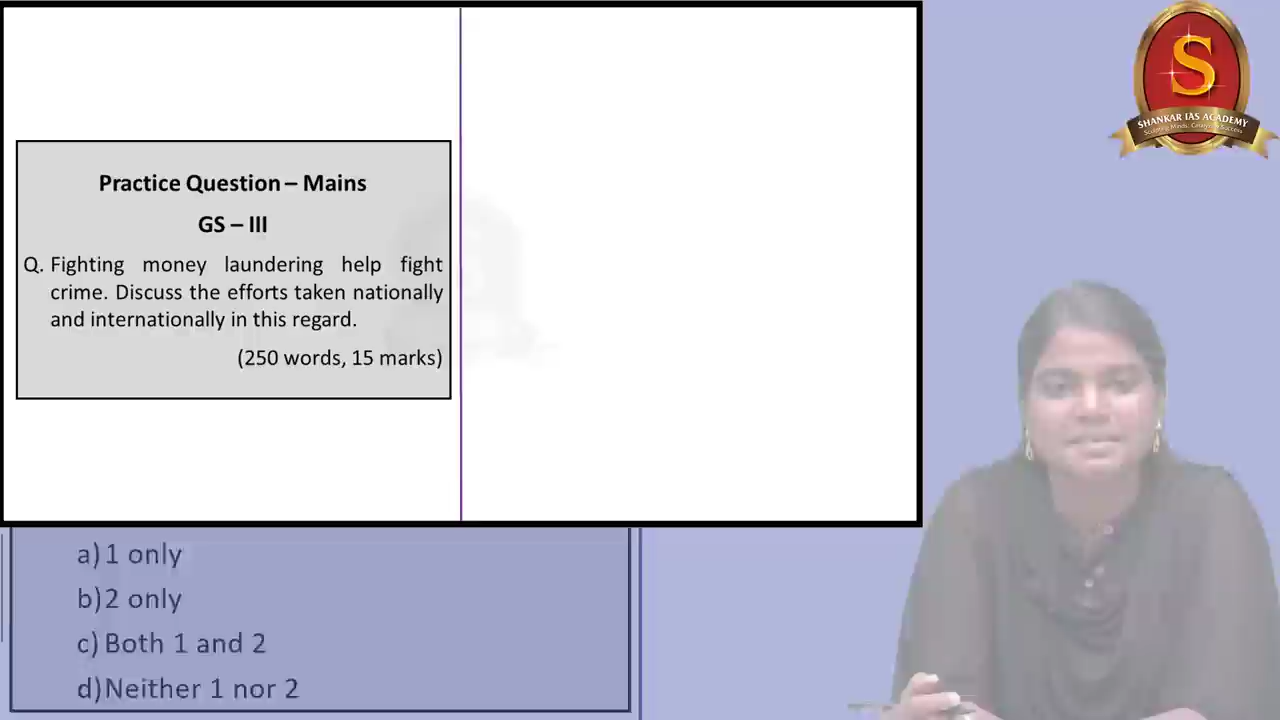 Practice Question – Mains
GS – III
Q. Fighting money laundering help fight
crime. Discuss the efforts taken nationally
and internationally in this regard.
(250 words, 15 marks)
a) 1 only
b) 2 only
c) Both 1 and 2
d) Neither 1 nor 2
S
SHANKAR IAS ACADEMY